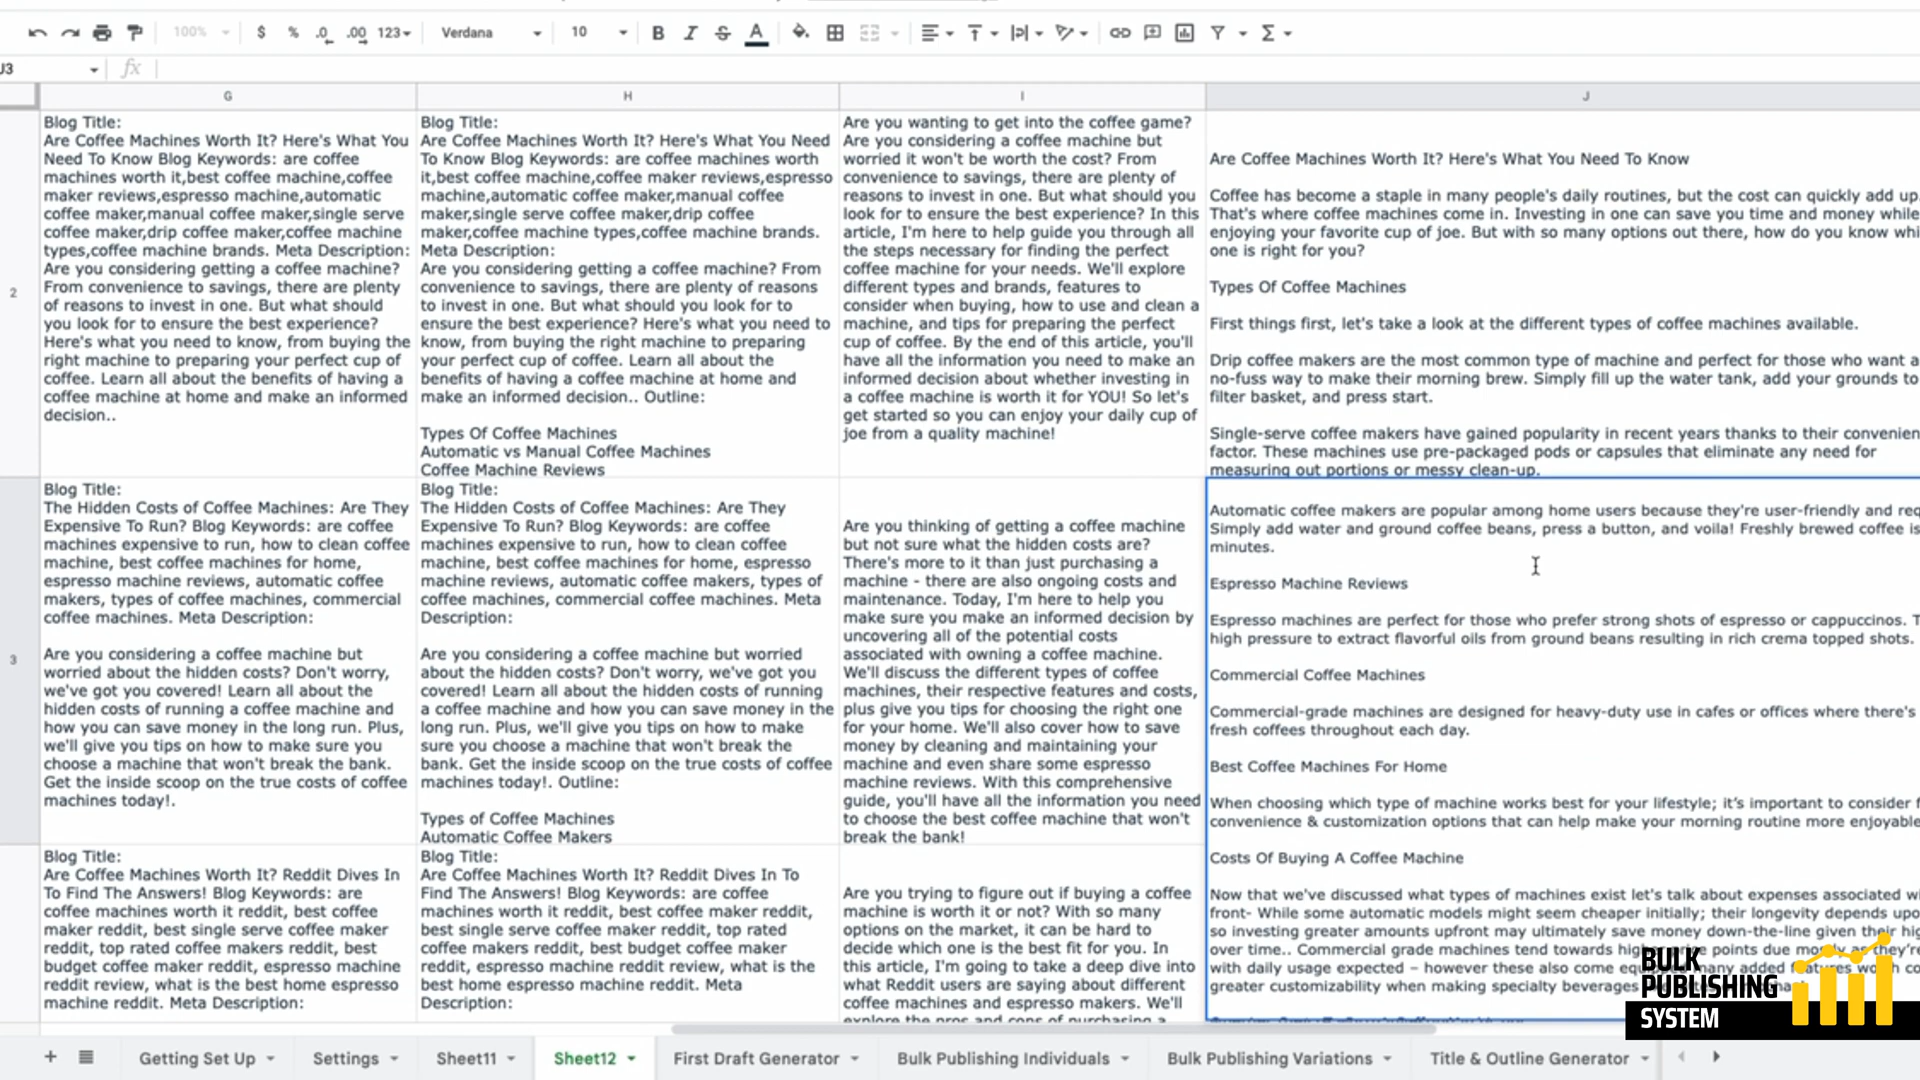 100%
$ % .0 .00 123
Verdana
10
B I S A
J3
fx
G
H
I
J
2
Blog Title:
Are Coffee Machines Worth It? Here's What You
Need To Know Blog Keywords: are coffee
machines worth it,best coffee machine,coffee
maker reviews,espresso machine,automatic
coffee maker,manual coffee maker,single serve
coffee maker,drip coffee maker,coffee machine
types,coffee machine brands. Meta Description:
Are you considering getting a coffee machine?
From convenience to savings, there are plenty
of reasons to invest in one. But what should
you look for to ensure the best experience?
Here's what you need to know, from buying the
right machine to preparing your perfect cup of
coffee. Learn all about the benefits of having a
coffee machine at home and make an informed
decision..
Blog Title:
Are Coffee Machines Worth It? Here's What You Need
To Know Blog Keywords: are coffee machines worth
it,best coffee machine,coffee maker reviews,espresso
machine,automatic coffee maker,manual coffee
maker,single serve coffee maker,drip coffee
maker,coffee machine types,coffee machine brands.
Meta Description:
Are you considering getting a coffee machine? From
convenience to savings, there are plenty of reasons
to invest in one. But what should you look for to
ensure the best experience? Here's what you need to
know, from buying the right machine to preparing
your perfect cup of coffee. Learn all about the
benefits of having a coffee machine at home and
make an informed decision.. Outline:
Types Of Coffee Machines
Automatic vs Manual Coffee Machines
Coffee Machine Reviews
Are you wanting to get into the coffee game?
Are you considering a coffee machine but
worried it won't be worth the cost? From
convenience to savings, there are plenty of
reasons to invest in one. But what should you
look for to ensure the best experience? In this
article, I'm here to help guide you through all
the steps necessary for finding the perfect
coffee machine for your needs. We'll explore
different types and brands, features to
consider when buying, how to use and clean a
machine, and tips for preparing the perfect
cup of coffee. By the end of this article, you'll
have all the information you need to make an
informed decision about whether investing in
a coffee machine is worth it for YOU! So let's
get started so you can enjoy your daily cup of
joe from a quality machine!
Are Coffee Machines Worth It? Here's What You Need To Know
Coffee has become a staple in many people's daily routines, but the cost can quickly add up.
That's where coffee machines come in. Investing in one can save you time and money while
enjoying your favorite cup of joe. But with so many options out there, how do you know whi
one is right for you?
Types Of Coffee Machines
First things first, let's take a look at the different types of coffee machines available.
Drip coffee makers are the most common type of machine and perfect for those who want a
no-fuss way to make their morning brew. Simply fill up the water tank, add your grounds to
filter basket, and press start.
Single-serve coffee makers have gained popularity in recent years thanks to their convenien
factor. These machines use pre-packaged pods or capsules that eliminate any need for
measuring out portions or messy clean-up.
3
Blog Title:
The Hidden Costs of Coffee Machines: Are They
Expensive To Run? Blog Keywords: are coffee
machines expensive to run, how to clean coffee
machine, best coffee machines for home,
espresso machine reviews, automatic coffee
makers, types of coffee machines, commercial
coffee machines. Meta Description:
Are you considering a coffee machine but
worried about the hidden costs? Don't worry,
we've got you covered! Learn all about the
hidden costs of running a coffee machine and
how you can save money in the long run. Plus,
we'll give you tips on how to make sure you
choose a machine that won't break the bank.
Get the inside scoop on the true costs of coffee
machines today!.
Blog Title:
The Hidden Costs of Coffee Machines: Are They
Expensive To Run? Blog Keywords: are coffee
machines expensive to run, how to clean coffee
machine, best coffee machines for home, espresso
machine reviews, automatic coffee makers, types of
coffee machines, commercial coffee machines. Meta
Description:
Are you considering a coffee machine but worried
about the hidden costs? Don't worry, we've got you
covered! Learn all about the hidden costs of running
a coffee machine and how you can save money in the
long run. Plus, we'll give you tips on how to make
sure you choose a machine that won't break the
bank. Get the inside scoop on the true costs of coffee
machines today!. Outline:
Types of Coffee Machines
Automatic Coffee Makers
Are you thinking of getting a coffee machine
but not sure what the hidden costs are?
There's more to it than just purchasing a
machine - there are also ongoing costs and
maintenance. Today, I'm here to help you
make sure you make an informed decision by
uncovering all of the potential costs
associated with owning a coffee machine.
We'll discuss the different types of coffee
machines, their respective features and costs,
plus give you tips for choosing the right one
for your home. We'll also cover how to save
money by cleaning and maintaining your
machine and even share some espresso
machine reviews. With this comprehensive
guide, you'll have all the information you need
to choose the best coffee machine that won't
break the bank!
Automatic coffee makers are popular among home users because they're user-friendly and req
Simply add water and ground coffee beans, press a button, and voila! Freshly brewed coffee is
minutes.
Espresso Machine Reviews
Espresso machines are perfect for those who prefer strong shots of espresso or cappuccinos. T
high pressure to extract flavorful oils from ground beans resulting in rich crema topped shots.
Commercial Coffee Machines
Commercial-grade machines are designed for heavy-duty use in cafes or offices where there's
fresh coffees throughout each day.
Best Coffee Machines For Home
When choosing which type of machine works best for your lifestyle; it's important to consider f
convenience & customization options that can help make your morning routine more enjoyable
Costs Of Buying A Coffee Machine
Now that we've discussed what types of machines exist let's talk about expenses associated wi
front- While some automatic models might seem cheaper initially; their longevity depends upo
so investing greater amounts upfront may ultimately save money down-the-line given their hig
over time.. Commercial grade machines tend towards higher price points due mostly as they're
with daily usage expected – however these also come many added features worth co
greater customizability when making specialty beverages
Blog Title:
Are Coffee Machines Worth It? Reddit Dives In
To Find The Answers! Blog Keywords: are
coffee machines worth it reddit, best coffee
maker reddit, best single serve coffee maker
reddit, top rated coffee makers reddit, best
budget coffee maker reddit, espresso machine
reddit review, what is the best home espresso
machine reddit. Meta Description:
Blog Title:
Are Coffee Machines Worth It? Reddit Dives In To
Find The Answers! Blog Keywords: are coffee
machines worth it reddit, best coffee maker reddit,
best single serve coffee maker reddit, top rated
coffee makers reddit, best budget coffee maker
reddit, espresso machine reddit review, what is the
best home espresso machine reddit. Meta
Description:
Are you trying to figure out if buying a coffee
machine is worth it or not? With so many
options on the market, it can be hard to
decide which one is the best fit for you. In
this article, I'm going to take a deep dive into
what Reddit users are saying about different
coffee machines and espresso makers. We'll
explore the pros and cons of purchasing a
BULK
PUBLISHING
SYSTEM
Getting Set Up
Settings
Sheet11
Sheet12
First Draft Generator
Bulk Publishing Individuals
Bulk Publishing Variations
Title & Outline Generator